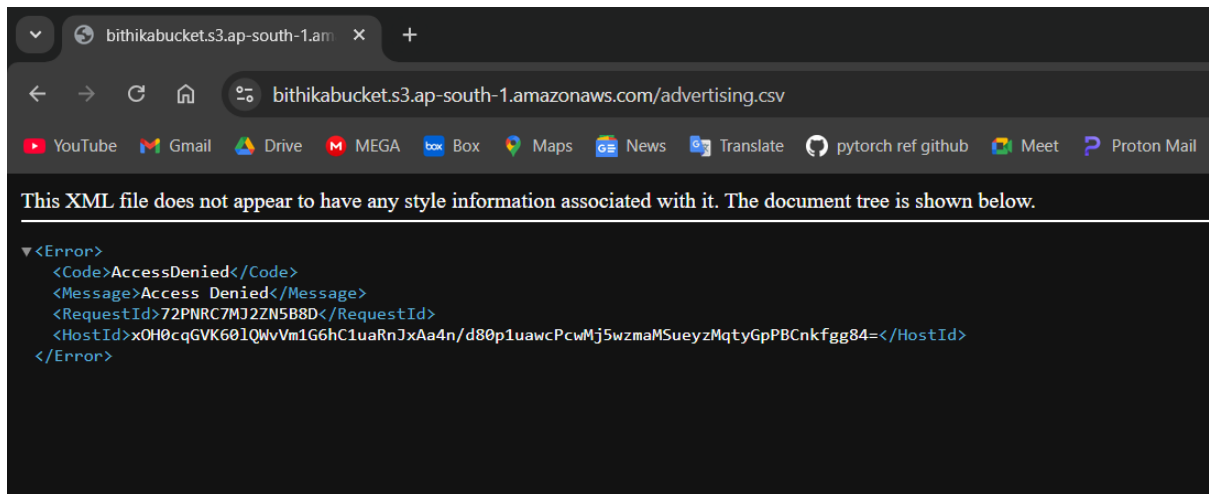 bithikabucket.s3.ap-south-1.am
bithikabucket.s3.ap-south-1.amazonaws.com/advertising.csv
YouTube Gmail Drive MEGA box Box Maps GE News Translate pytorch ref github Meet Proton Mail
This XML file does not appear to have any style information associated with it. The document tree is shown below.
▼<Error>
<Code>AccessDenied</Code>
<Message>Access Denied</Message>
<RequestId>72PNRC7MJ2ZN5B8D</RequestId>
<HostId>xOH0cqGVK60lQWvVm1G6hC1uaRnJxAa4n/d80p1uawcPcwMj5wzmaMSueyzMqtyGpPBCnkfgg84=</HostId>
</Error>